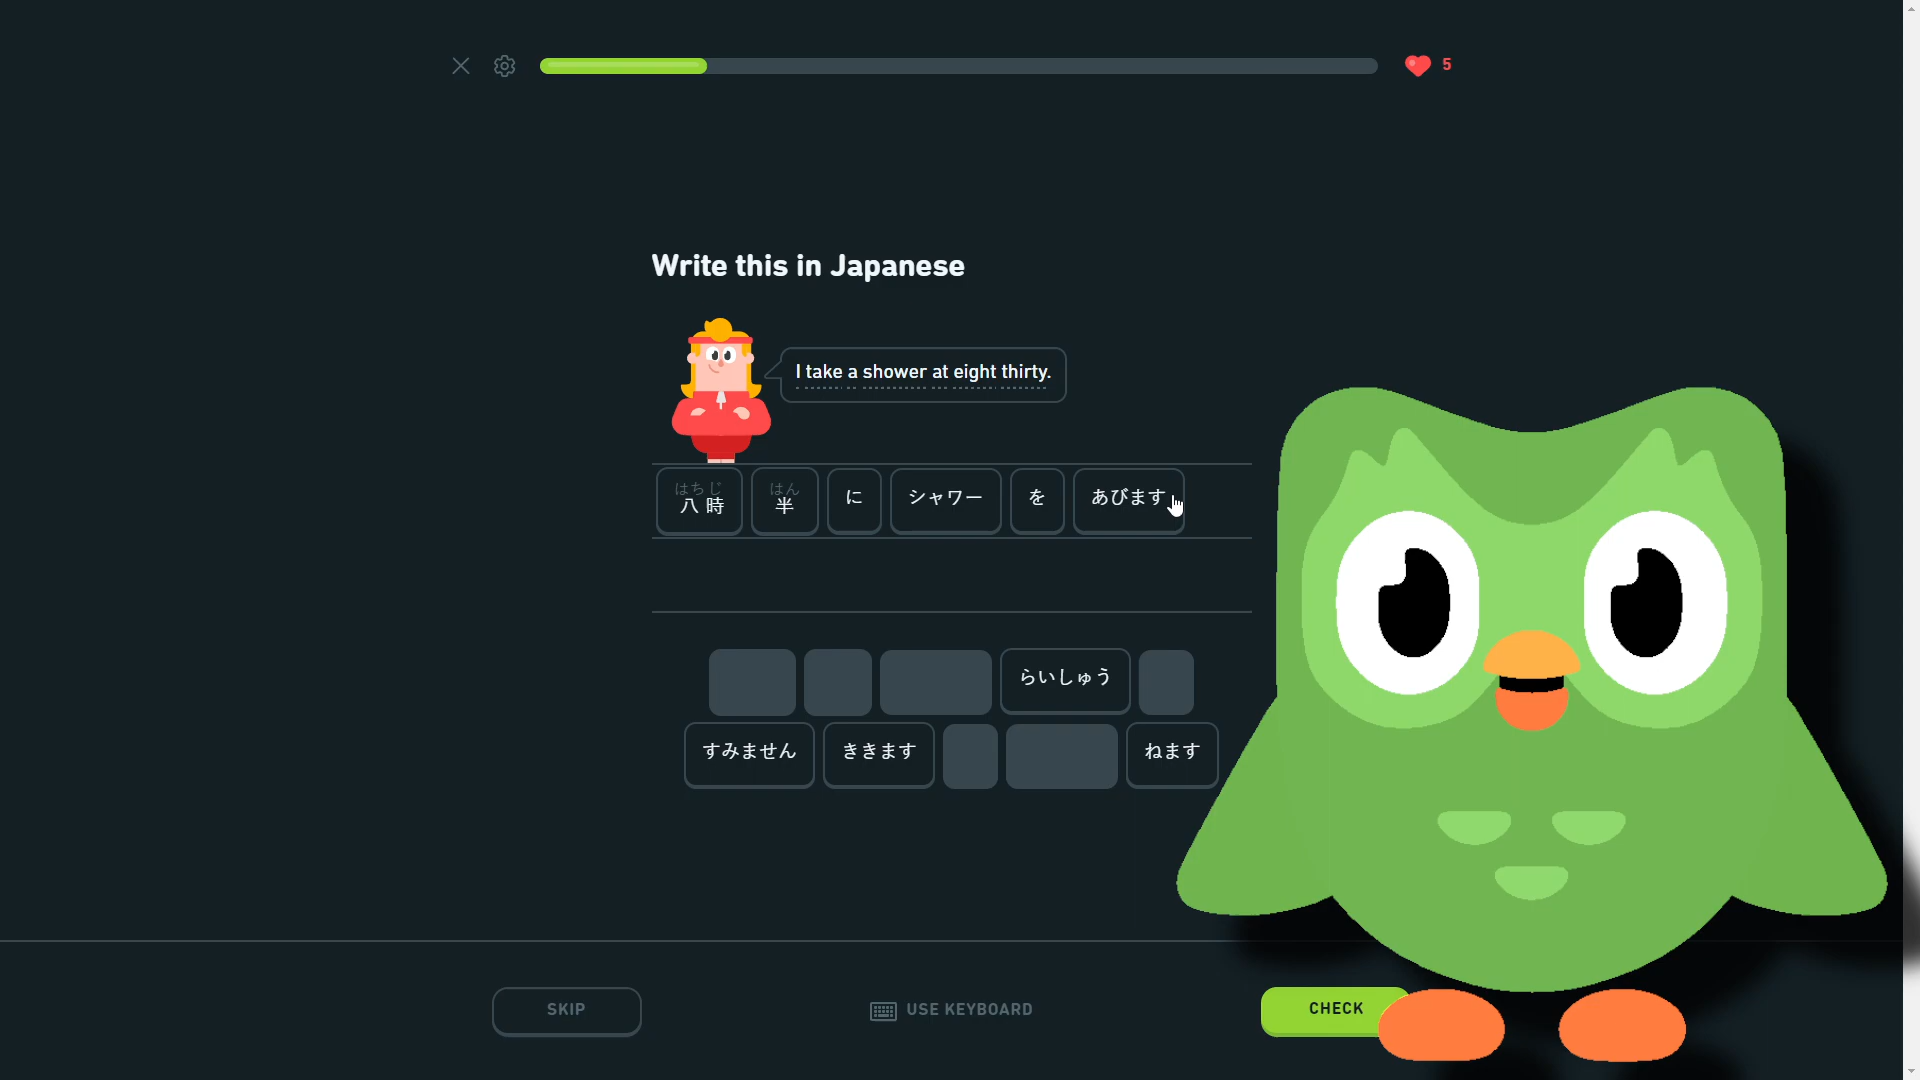 5
Write this in Japanese
I take a shower at eight thirty.
はちじ はん
八時 半 に シャワー を あびます
らいしゅう
すみません ききます ねます
SKIP USE KEYBOARD CHECK